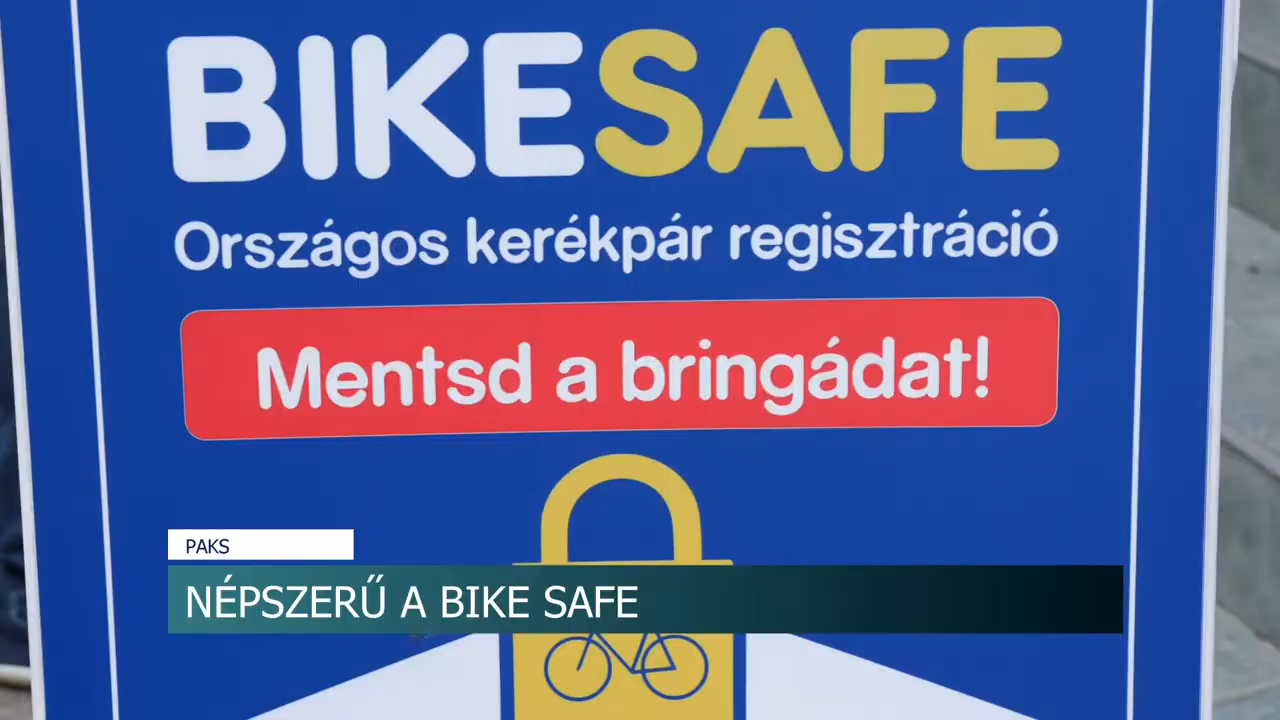 BIKESAFE
Országos kerékpár regisztráció
Mentsd a bringádat!
PAKS
NÉPSZERŰ A BIKE SAFE